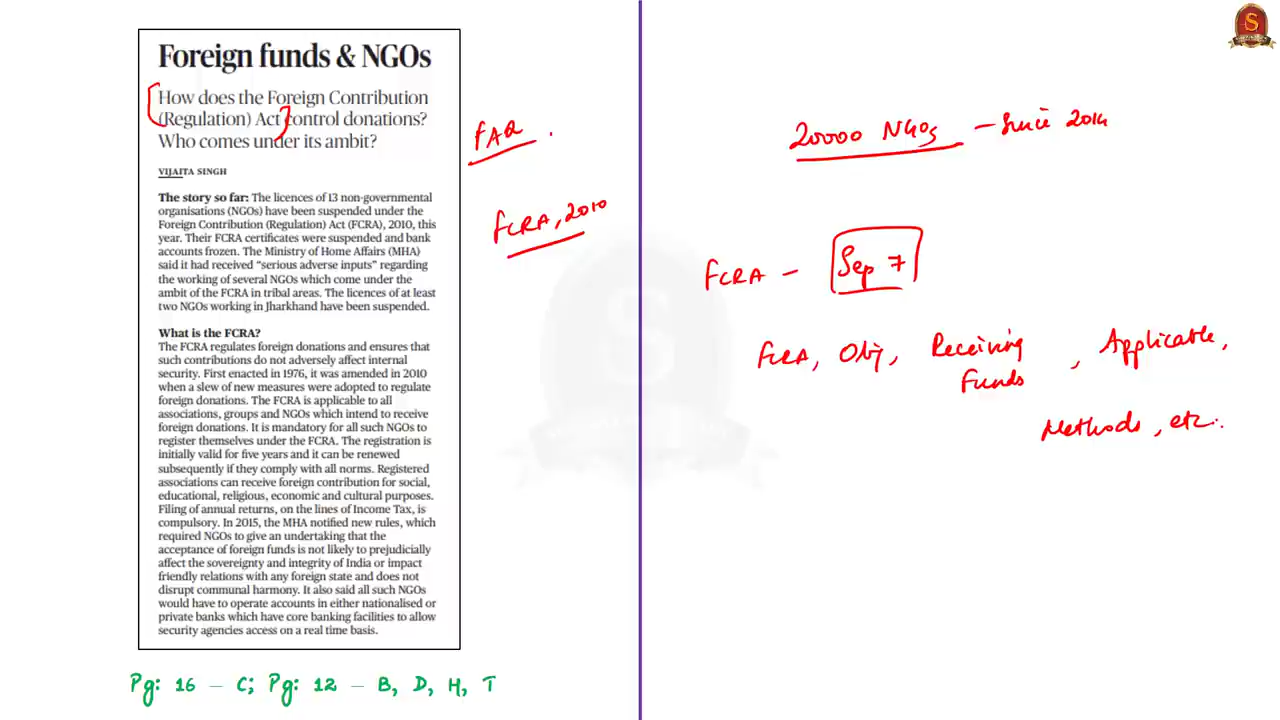 Foreign funds & NGOs
How does the Foreign Contribution
(Regulation) Act control donations?
Who comes under its ambit?
VIJAITA SINGH
The story so far: The licences of 13 non-governmental
organisations (NGOs) have been suspended under the
Foreign Contribution (Regulation) Act (FCRA), 2010, this
year. Their FCRA certificates were suspended and bank
accounts frozen. The Ministry of Home Affairs (MHA)
said it had received “serious adverse inputs” regarding
the working of several NGOs which come under the
ambit of the FCRA in tribal areas. The licences of at least
two NGOs working in Jharkhand have been suspended.
What is the FCRA?
The FCRA regulates foreign donations and ensures that
such contributions do not adversely affect internal
security. First enacted in 1976, it was amended in 2010
when a slew of new measures were adopted to regulate
foreign donations. The FCRA is applicable to all
associations, groups and NGOs which intend to receive
foreign donations. It is mandatory for all such NGOs to
register themselves under the FCRA. The registration is
initially valid for five years and it can be renewed
subsequently if they comply with all norms. Registered
associations can receive foreign contribution for social,
educational, religious, economic and cultural purposes.
Filing of annual returns, on the lines of Income Tax, is
compulsory. In 2015, the MHA notified new rules, which
required NGOs to give an undertaking that the
acceptance of foreign funds is not likely to prejudicially
affect the sovereignty and integrity of India or impact
friendly relations with any foreign state and does not
disrupt communal harmony. It also said all such NGOs
would have to operate accounts in either nationalised or
private banks which have core banking facilities to allow
security agencies access on a real time basis.
Pg: 16 – C; Pg: 12 – B, D, H, T
FAQ.
FCRA, 2010
20000 NGOs – Since 2014
FCRA – Sep 7
FCRA, Obj, Receiving Funds, Applicable,
Methods, etc.